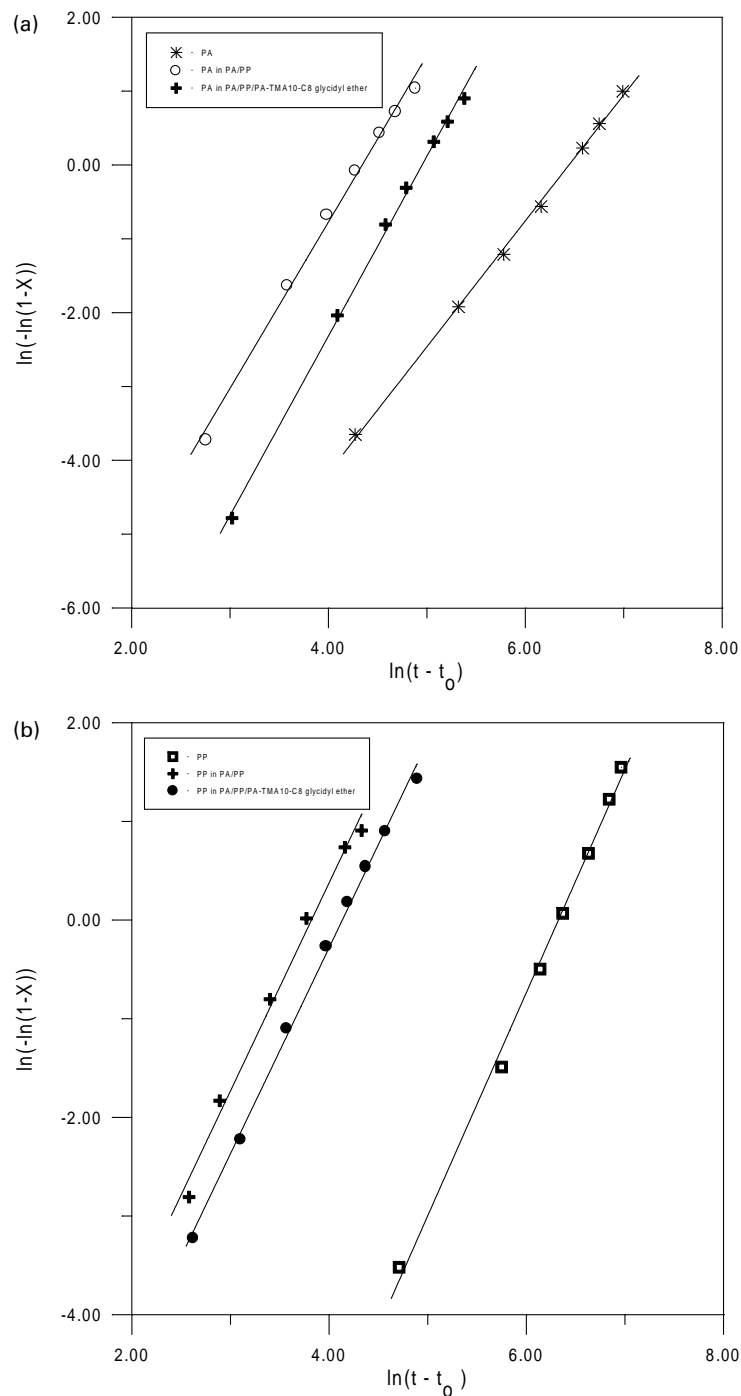 (a)
2.00
· PA
· PA in PA/PP
· PA in PA/PP/PA-TMA10-C8 glycidyl ether
0.00
ln(-ln(1-X))
-2.00
-4.00
-6.00
2.00 4.00 6.00 8.00
ln(t - to)
(b)
2.00
· PP
· PP in PA/PP
· PP in PA/PP/PA-TMA10-C8 glycidyl ether
0.00
ln(-ln(1-X))
-2.00
-4.00
2.00 4.00 6.00 8.00
ln(t - to)